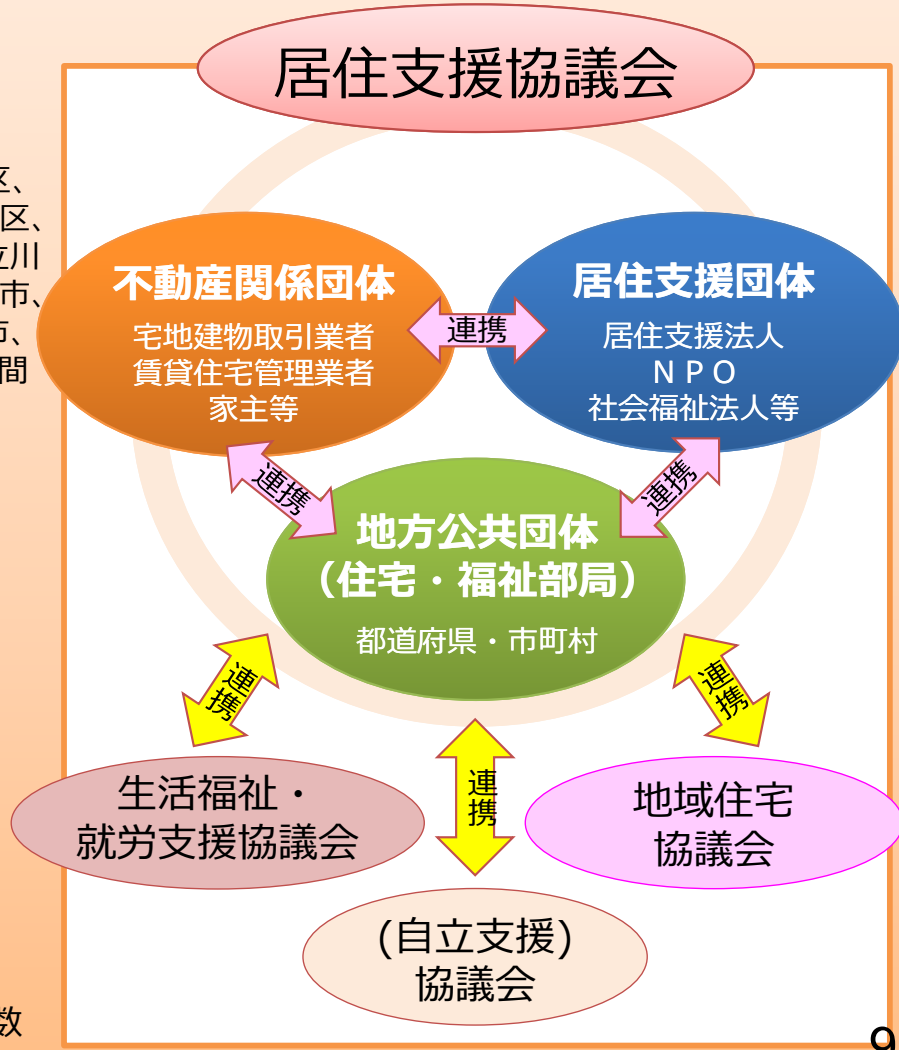 居住支援協議会
区、
区、
立川
市、
市、
間
不動産関係団体
宅地建物取引業者
賃貸住宅管理業者
家主等
連携
居住支援団体
居住支援法人
ＮＰＯ
社会福祉法人等
連携
連携
地方公共団体
（住宅・福祉部局）
都道府県・市町村
連携
連携
連携
生活福祉・
就労支援協議会
地域住宅
協議会
(自立支援)
協議会
数
9